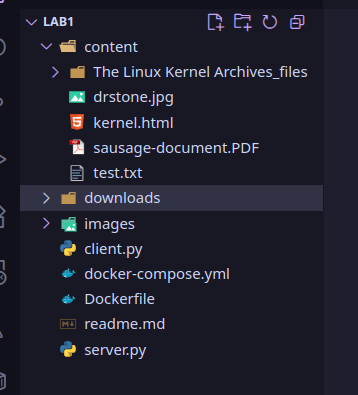 LAB1
content
The Linux Kernel Archives_files
drstone.jpg
kernel.html
sausage-document.PDF
test.txt
downloads
images
client.py
docker-compose.yml
Dockerfile
readme.md
server.py